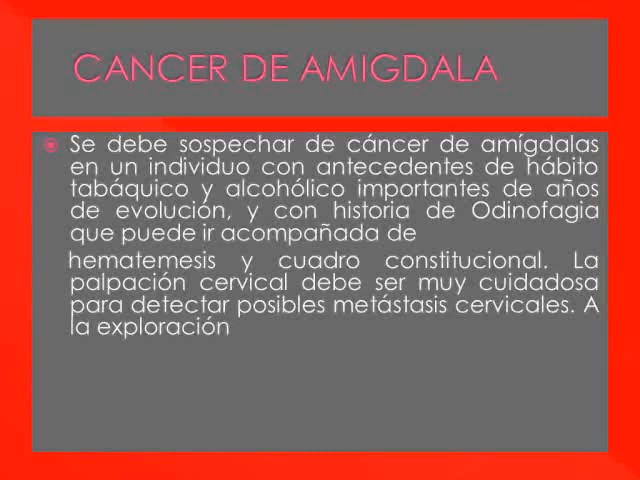 CANCER DE AMIGDALA
Se debe sospechar de cáncer de amígdalas
en un individuo con antecedentes de hábito
tabáquico y alcohólico importantes de años
de evolución, y con historia de Odinofagia
que puede ir acompañada de
hematemesis y cuadro constitucional. La
palpación cervical debe ser muy cuidadosa
para detectar posibles metástasis cervicales. A
la exploración